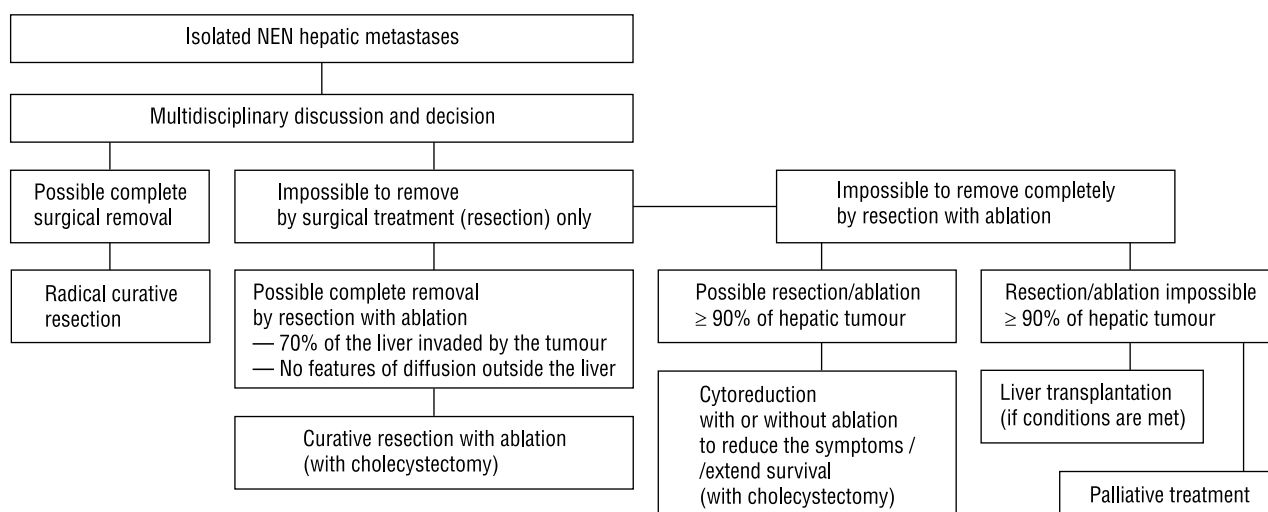 Isolated NEN hepatic metastases
Multidisciplinary discussion and decision
Possible complete
surgical removal
Impossible to remove
by surgical treatment (resection) only
Impossible to remove completely
by resection with ablation
Radical curative
resection
Possible complete removal
by resection with ablation
— 70% of the liver invaded by the tumour
— No features of diffusion outside the liver
Possible resection/ablation
≥ 90% of hepatic tumour
Resection/ablation impossible
≥ 90% of hepatic tumour
Curative resection with ablation
(with cholecystectomy)
Cytoreduction
with or without ablation
to reduce the symptoms /
/extend survival
(with cholecystectomy)
Liver transplantation
(if conditions are met)
Palliative treatment